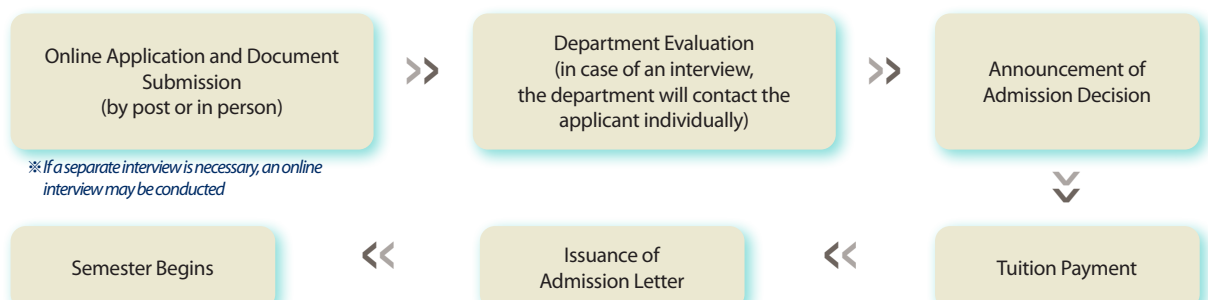 Online Application and Document
Submission
(by post or in person)
Department Evaluation
(in case of an interview,
the department will contact the
applicant individually)
Announcement of
Admission Decision
※ If a separate interview is necessary, an online
interview may be conducted
Tuition Payment
Issuance of
Admission Letter
Semester Begins